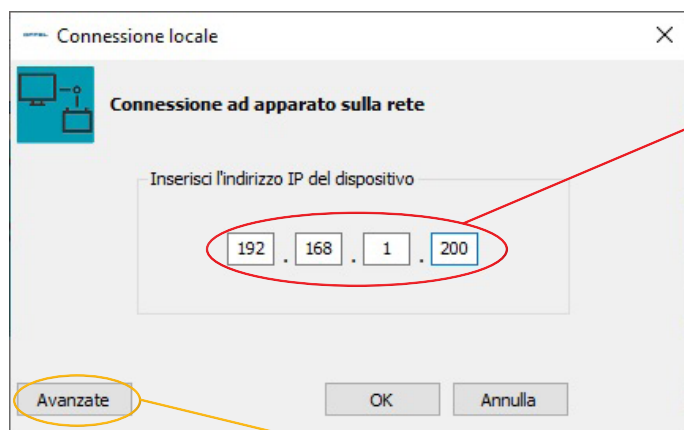 Connessione locale
Connessione ad apparato sulla rete
Inserisci l'indirizzo IP del dispositivo
192 . 168 . 1 . 200
Avanzate OK Annulla